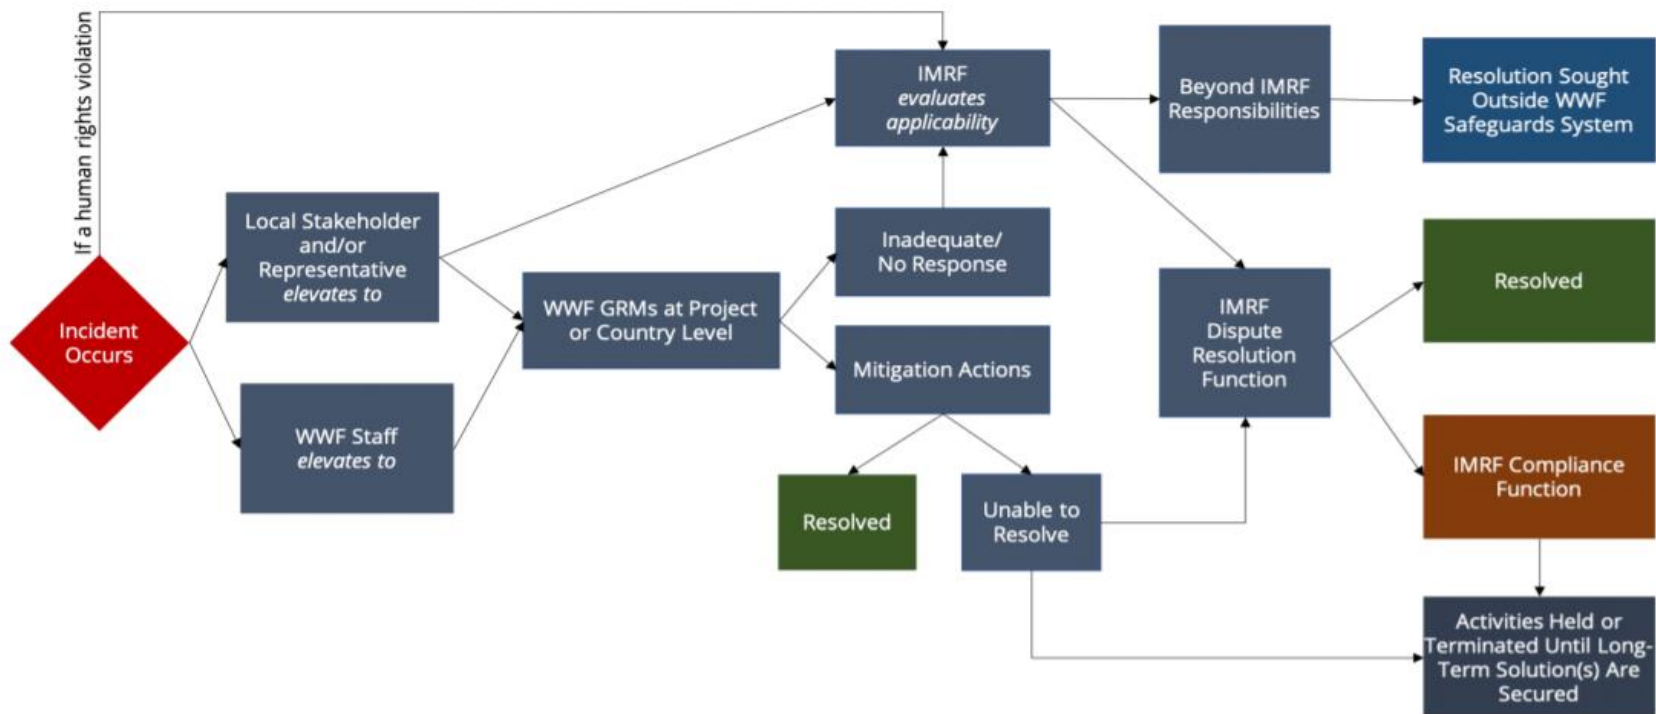 If a human rights violation
IMRF
evaluates
applicability
Beyond IMRF
Responsibilities
Resolution Sought
Outside WWF
Safeguards System
Local Stakeholder
and/or
Representative
elevates to
Inadequate/
No Response
Resolved
Incident
Occurs
WWF GRMs at Project
or Country Level
IMRF
Dispute
Resolution
Function
Mitigation Actions
WWF Staff
elevates to
IMRF Compliance
Function
Resolved
Unable to
Resolve
Activities Held or
Terminated Until Long-
Term Solution(s) Are
Secured